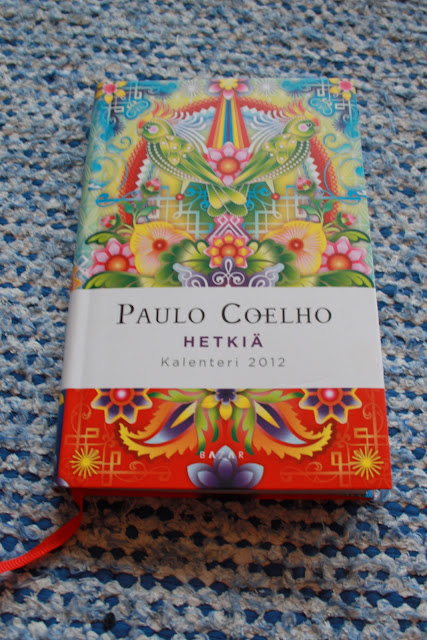 PAULO COELHO
HETKIÄ
Kalenteri 2012
BAZAR